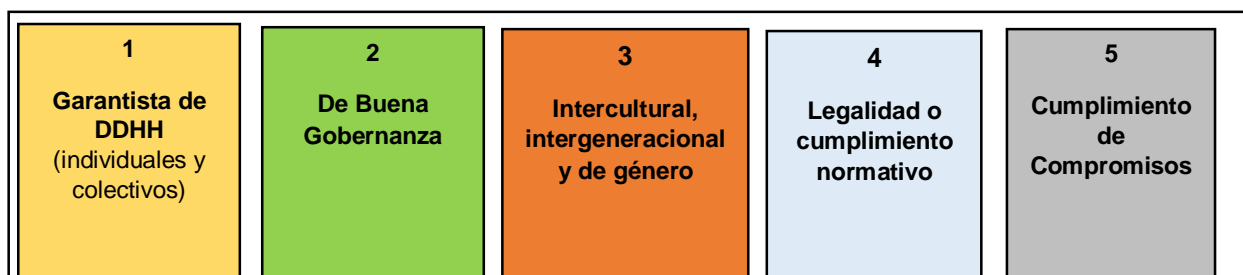 1
Garantista de
DDHH
(individuales y
colectivos)
2
De Buena
Gobernanza
3
Intercultural,
intergeneracional
y de género
4
Legalidad o
cumplimiento
normativo
5
Cumplimiento
de
Compromisos